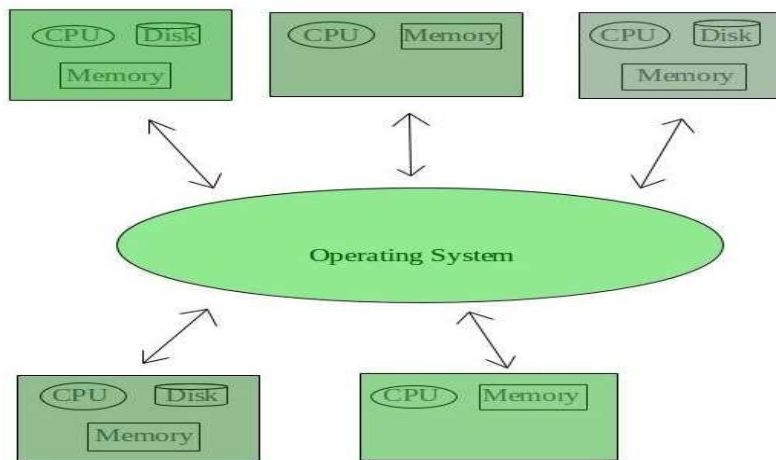 CPU Disk
Memory
CPU Memory
CPU Disk
Memory
Operating System
CPU Disk
Memory
CPU Memory